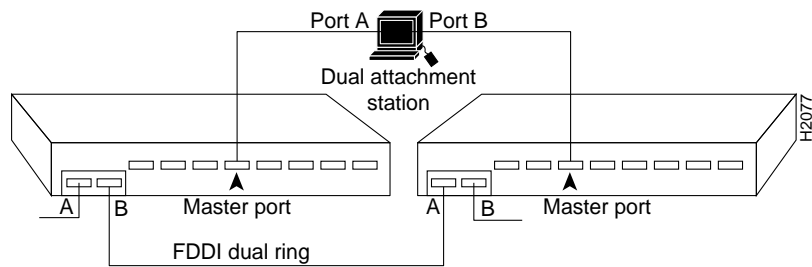 Port A Port B
Dual attachment
station
H2077
A B Master port A B Master port
FDDI dual ring